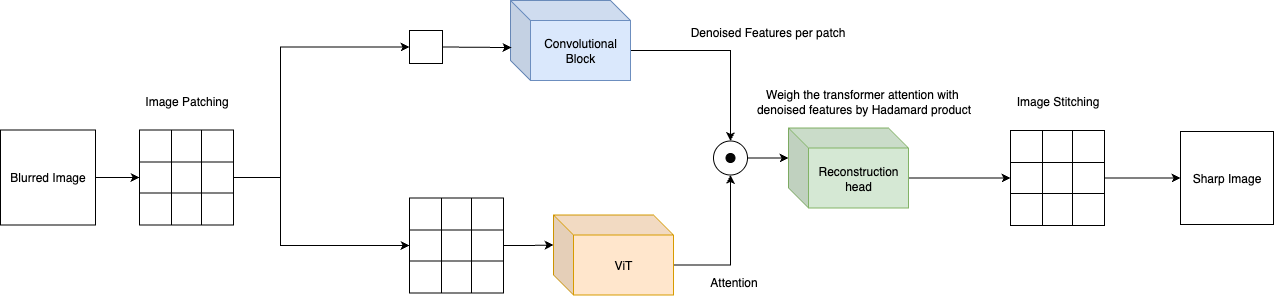 Blurred Image
Image Patching
Convolutional
Block
Denoised Features per patch
ViT
Attention
Weigh the transformer attention with
denoised features by Hadamard product
Reconstruction
head
Image Stitching
Sharp Image